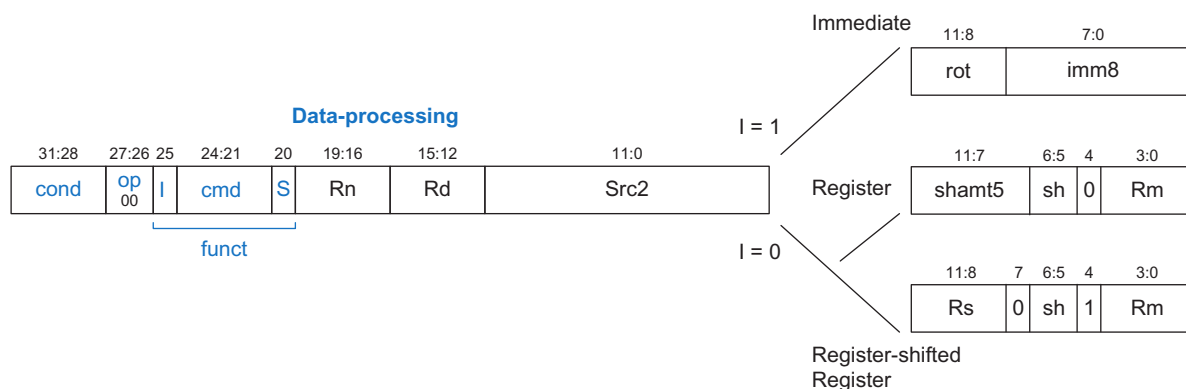 Immediate
11:8 7:0
rot imm8
Data-processing
I = 1
31:28 27:26 25 24:21 20 19:16 15:12 11:0
cond op 00 I cmd S Rn Rd Src2
funct
11:7 6:5 4 3:0
Register shamt5 sh 0 Rm
I = 0
11:8 7 6:5 4 3:0
Rs 0 sh 1 Rm
Register-shifted
Register